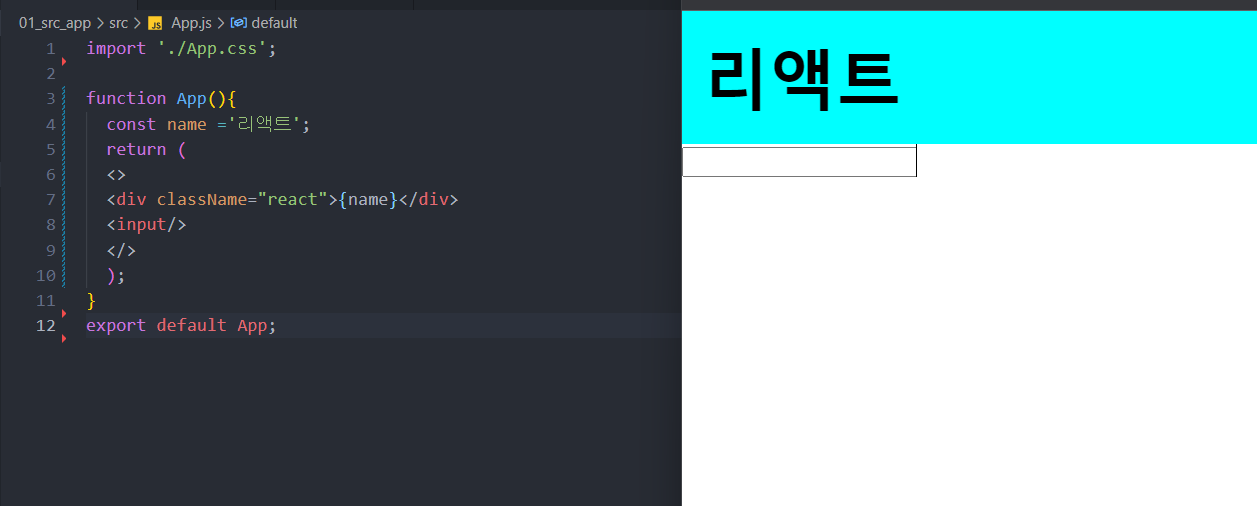 01_src_app > src > JS App.js > default
1 import './App.css';
2
3 function App(){
4 const name ='리액트';
5 return (
6 <>
7 <div className="react">{name}</div>
8 <input/>
9 </>
10 );
11 }
12 export default App;
리액트